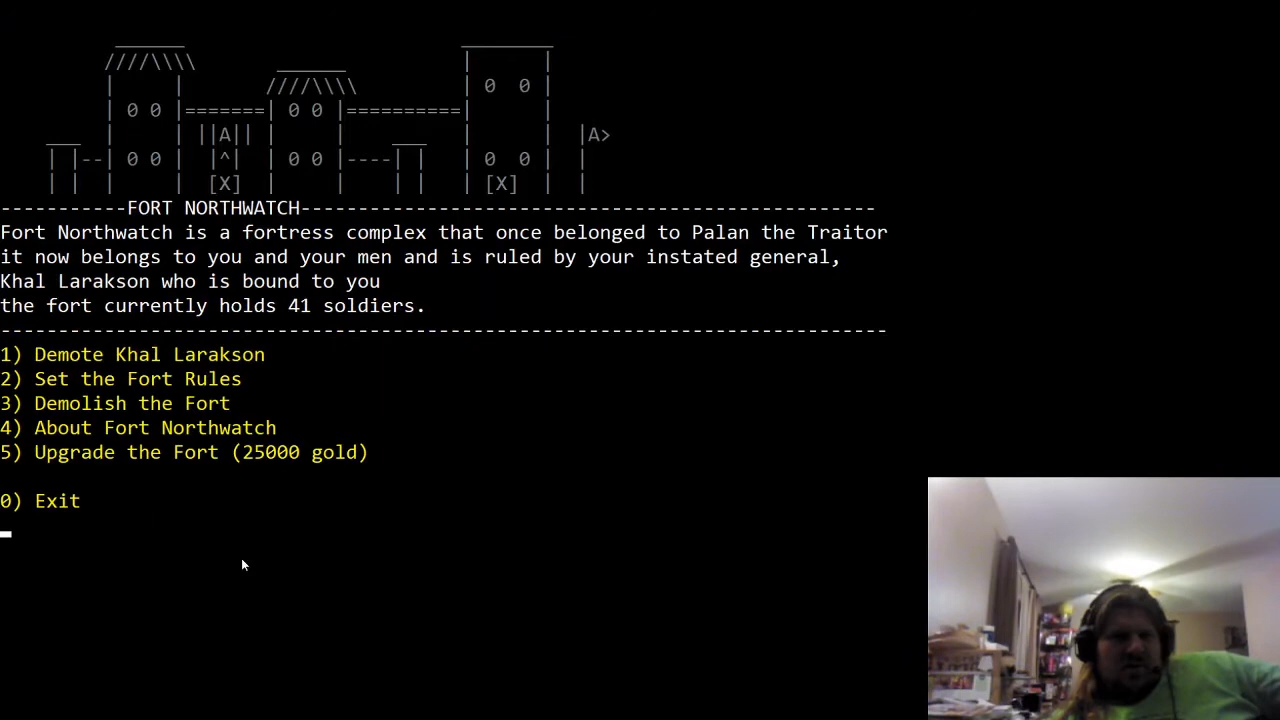 -----------FORT NORTHWATCH--------------------------------------------------
Fort Northwatch is a fortress complex that once belonged to Palan the Traitor
it now belongs to you and your men and is ruled by your instated general,
Khal Larakson who is bound to you
the fort currently holds 41 soldiers.
-----------------------------------------------------------------------------
1) Demote Khal Larakson
2) Set the Fort Rules
3) Demolish the Fort
4) About Fort Northwatch
5) Upgrade the Fort (25000 gold)
0) Exit